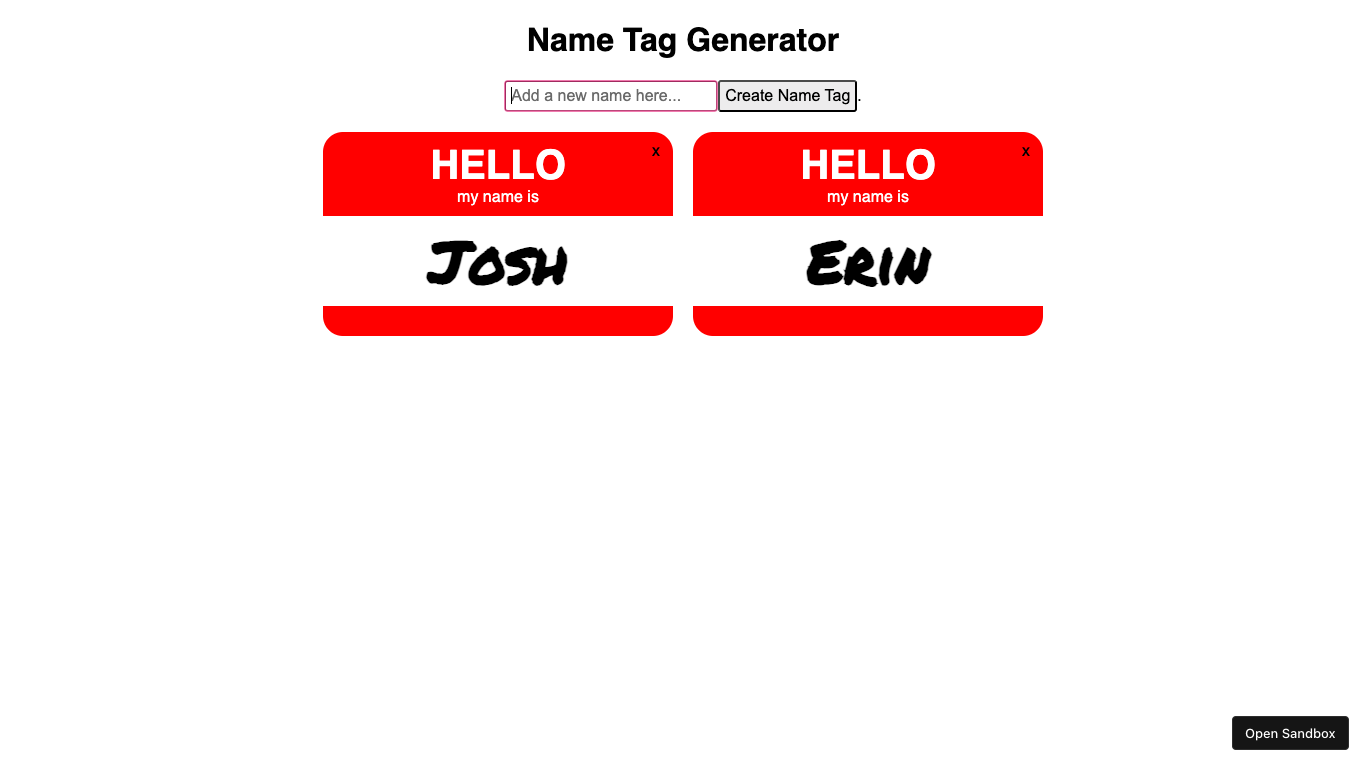 Name Tag Generator
Add a new name here... Create Name Tag .
HELLO x
my name is
Josh
HELLO x
my name is
Erin
Open Sandbox